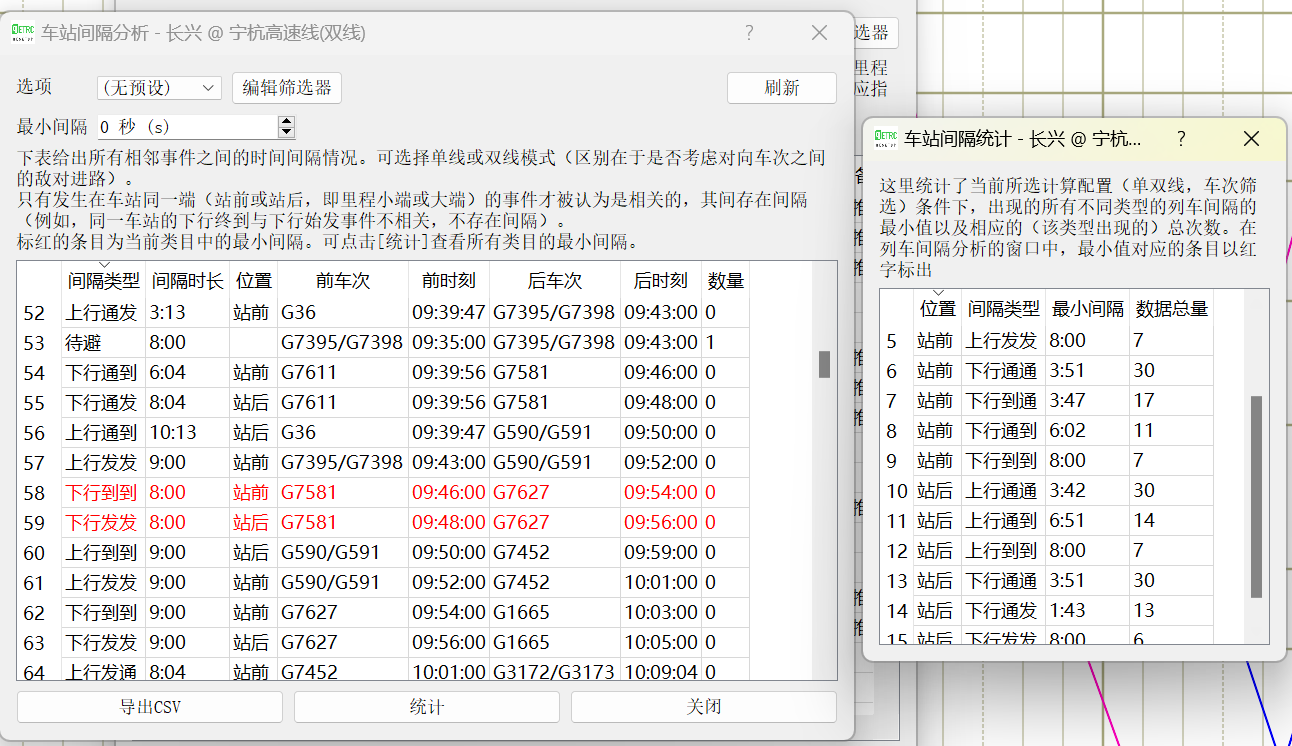 车站间隔分析 - 长兴 @ 宁杭高速线(双线) ?
选项 (无预设) 编辑筛选器 刷新
最小间隔 0 秒 (s)
下表给出所有相邻事件之间的时间间隔情况。可选择单线或双线模式（区别在于是否考虑对向车次之间
的敌对进路）。
只有发生在车站同一端（站前或站后，即里程小端或大端）的事件才被认为是相关的，其间存在间隔
（例如，同一车站的下行终到与下行始发事件不相关，不存在间隔）。
标红的条目为当前类目中的最小间隔。可点击[统计]查看所有类目的最小间隔。
间隔类型 间隔时长 位置 前车次 前时刻 后车次 后时刻 数量
52 上行通发 3:13 站前 G36 09:39:47 G7395/G7398 09:43:00 0
53 待避 8:00 G7395/G7398 09:35:00 G7395/G7398 09:43:00 1
54 下行通到 6:04 站前 G7611 09:39:56 G7581 09:46:00 0
55 下行通发 8:04 站后 G7611 09:39:56 G7581 09:48:00 0
56 上行通到 10:13 站后 G36 09:39:47 G590/G591 09:50:00 0
57 上行发发 9:00 站前 G7395/G7398 09:43:00 G590/G591 09:52:00 0
58 下行到到 8:00 站前 G7581 09:46:00 G7627 09:54:00 0
59 下行发发 8:00 站后 G7581 09:48:00 G7627 09:56:00 0
60 上行到到 9:00 站后 G590/G591 09:50:00 G7452 09:59:00 0
61 上行发发 9:00 站前 G590/G591 09:52:00 G7452 10:01:00 0
62 下行到到 9:00 站前 G7627 09:54:00 G1665 10:03:00 0
63 下行发发 9:00 站后 G7627 09:56:00 G1665 10:05:00 0
64 上行发通 8:04 站前 G7452 10:01:00 G3172/G3173 10:09:04 0
导出CSV 统计 关闭
选器
里程
应指
车站间隔统计 - 长兴 @ 宁杭... ?
这里统计了当前所选计算配置（单双线，车次筛
选）条件下，出现的所有不同类型的列车间隔的
最小值以及相应的（该类型出现的）总次数。在
列车间隔分析的窗口中，最小值对应的条目以红
字标出
位置 间隔类型 最小间隔 数据总量
5 站前 上行发发 8:00 7
6 站前 下行通通 3:51 30
7 站前 下行到通 3:47 17
8 站前 下行通到 6:02 11
9 站前 下行到到 8:00 7
10 站后 上行通通 3:42 30
11 站后 上行通到 6:51 14
12 站后 上行到到 8:00 7
13 站后 下行通通 3:51 30
14 站后 下行通发 1:43 13
15 站后 下行发发 8:00 6